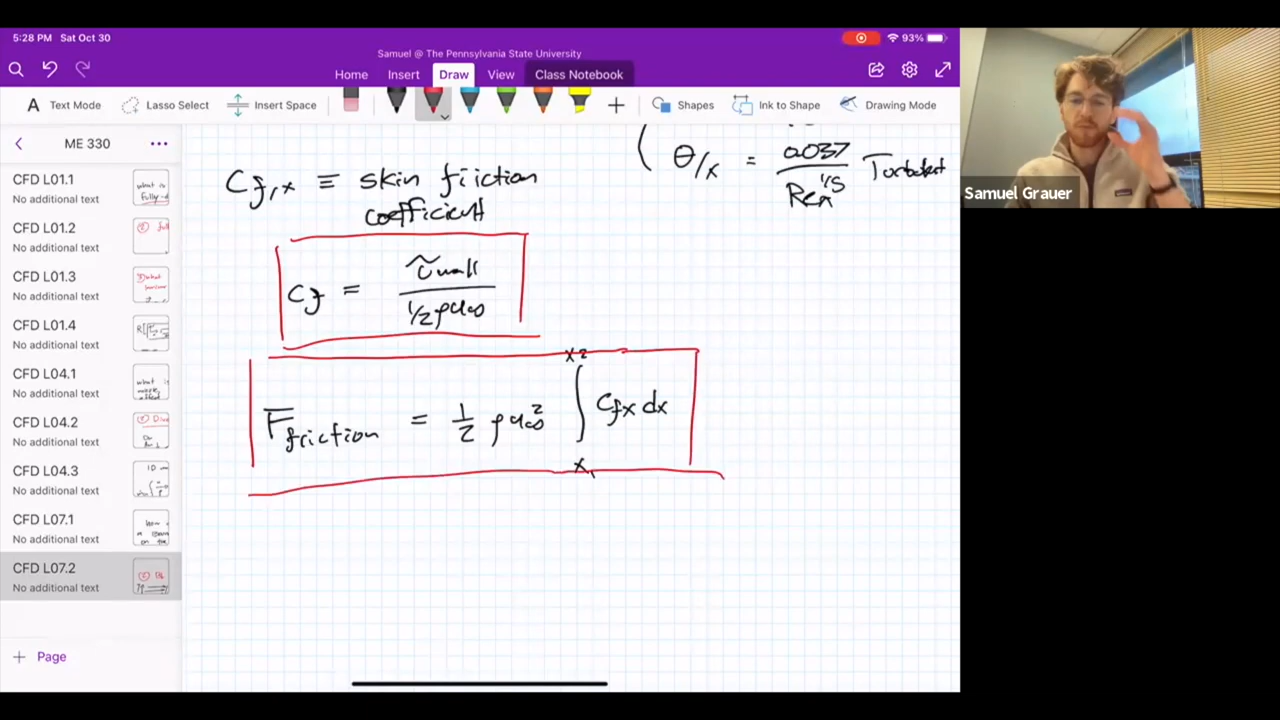 5:28 PM Sat Oct 30
93%
Samuel @ The Pennsylvania State University
Home Insert Draw View Class Notebook
A Text Mode Lasso Select Insert Space + Shapes Ink to Shape Drawing Mode
ME 330
CFD L01.1
No additional text
CFD L01.2
No additional text
CFD L01.3
No additional text
CFD L01.4
No additional text
CFD L04.1
No additional text
CFD L04.2
No additional text
CFD L04.3
No additional text
CFD L07.1
No additional text
CFD L07.2
No additional text
+ Page
θ/x = 0.037 / Rex^1/5 Turbulent
Cf,x ≡ skin friction
coefficient
Cf = τwall / 1/2 ρu∞
Ffriction = 1/2 ρu∞² ∫ x1 x2 Cfx dx
Samuel Grauer